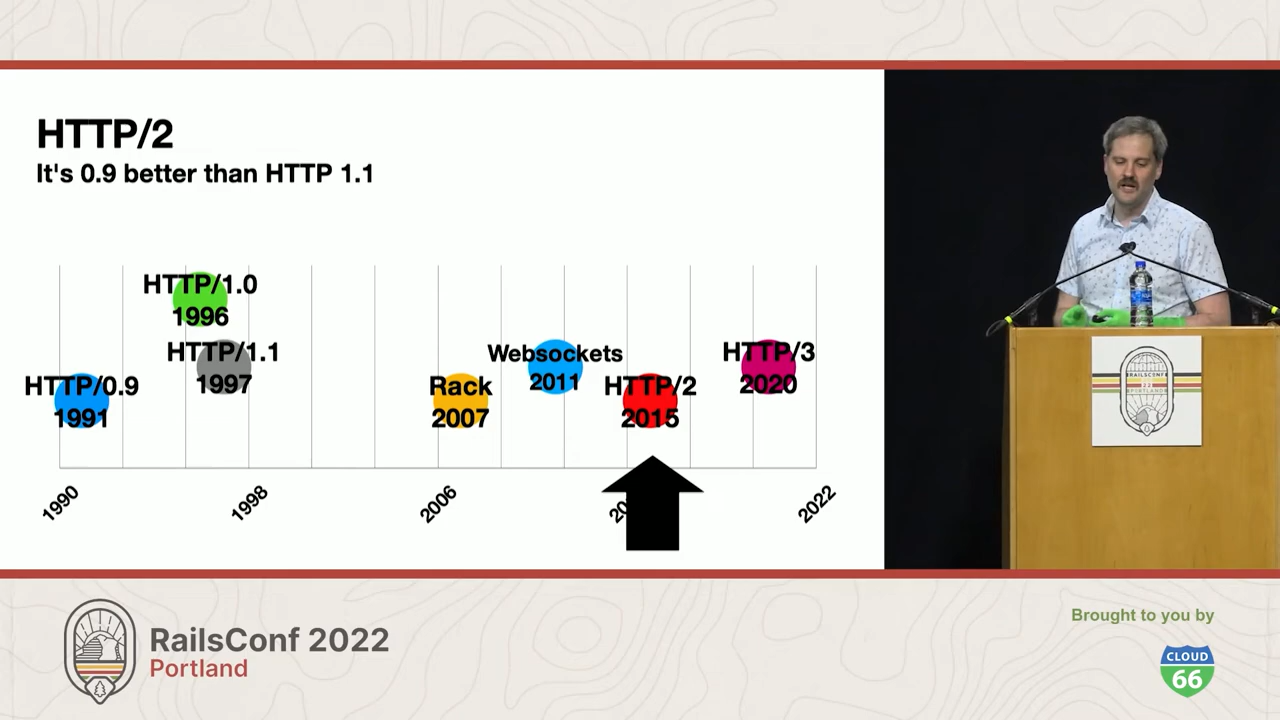 HTTP/2
It's 0.9 better than HTTP 1.1
HTTP/1.0
1996
HTTP/1.1
1997
HTTP/0.9
1991
Rack
2007
Websockets
2011
HTTP/2
2015
HTTP/3
2020
1990
1998
2006
2022
RAILSCONF
PORTLAND
RailsConf 2022
Portland
Brought to you by
CLOUD
66